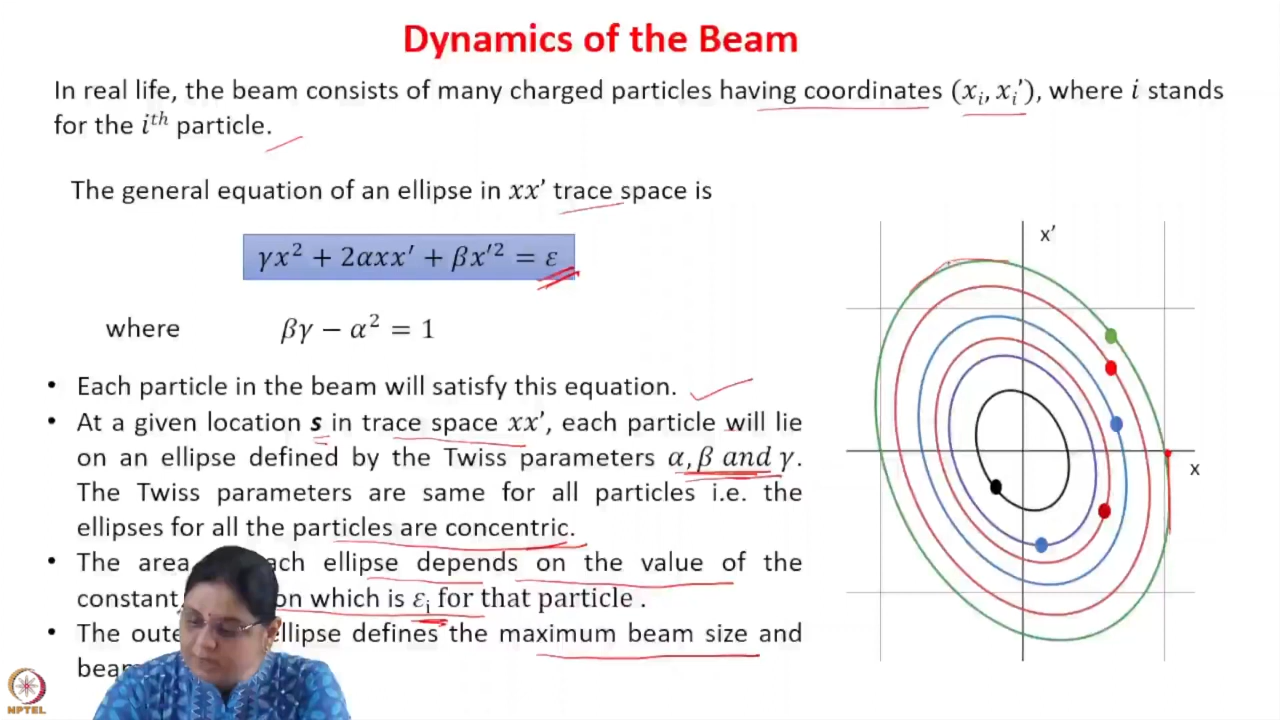 Dynamics of the Beam
In real life, the beam consists of many charged particles having coordinates (xᵢ, xᵢ′), where i stands
for the iᵗʰ particle.
The general equation of an ellipse in xx′ trace space is
x′
γx² + 2αxx′ + βx′² = ε
where βγ − α² = 1
• Each particle in the beam will satisfy this equation.
• At a given location s in trace space xx′, each particle will lie
on an ellipse defined by the Twiss parameters α, β and γ.
x
The Twiss parameters are same for all particles i.e. the
ellipses for all the particles are concentric.
• The area ach ellipse depends on the value of the
constant, on which is εᵢ for that particle .
• The oute ellipse defines the maximum beam size and
bea
NPTEL